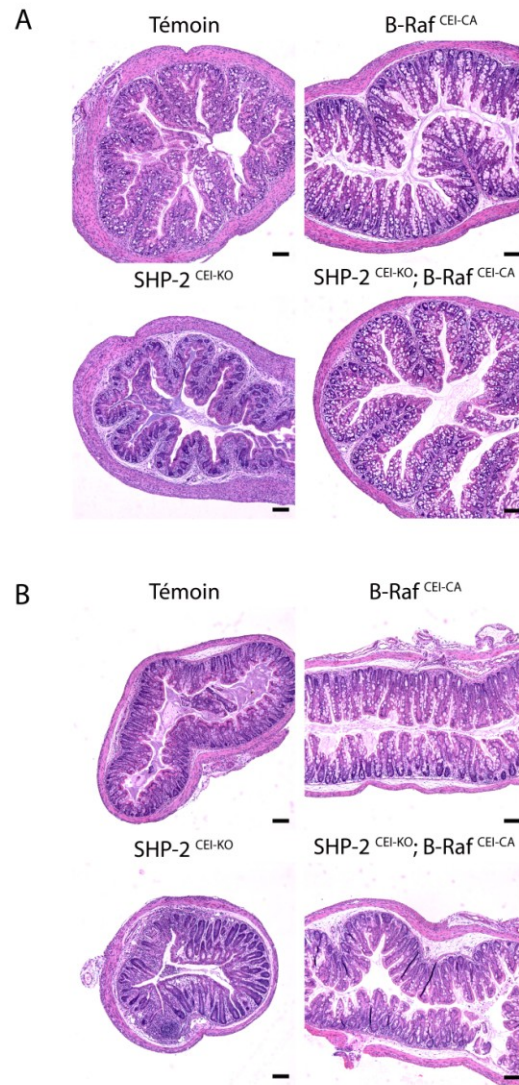 A
Témoin
B-Raf CEI-CA
SHP-2 CEI-KO
SHP-2 CEI-KO; B-Raf CEI-CA
B
Témoin
B-Raf CEI-CA
SHP-2 CEI-KO
SHP-2 CEI-KO; B-Raf CEI-CA